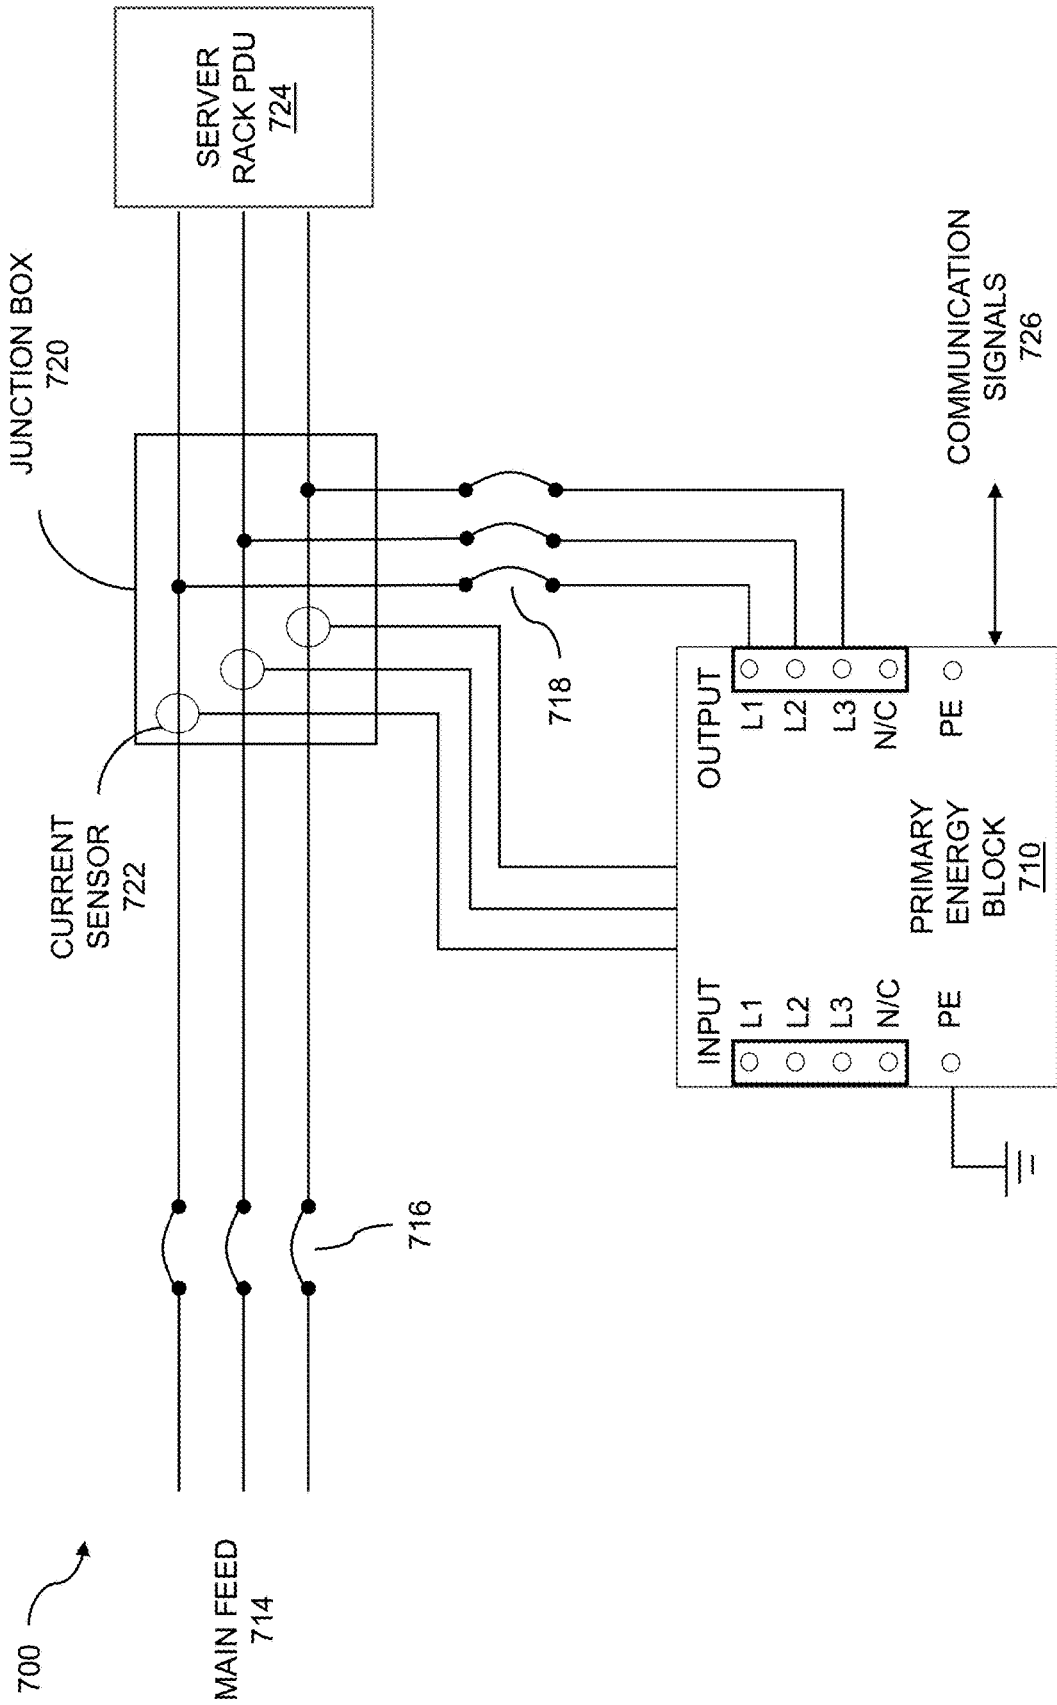 700
MAIN FEED
714
716
CURRENT
SENSOR
722
JUNCTION BOX
720
SERVER
RACK PDU
724
718
INPUT
L1
L2
L3
N/C
PE
OUTPUT
L1
L2
L3
N/C
PE
PRIMARY
ENERGY
BLOCK
710
COMMUNICATION
SIGNALS
726